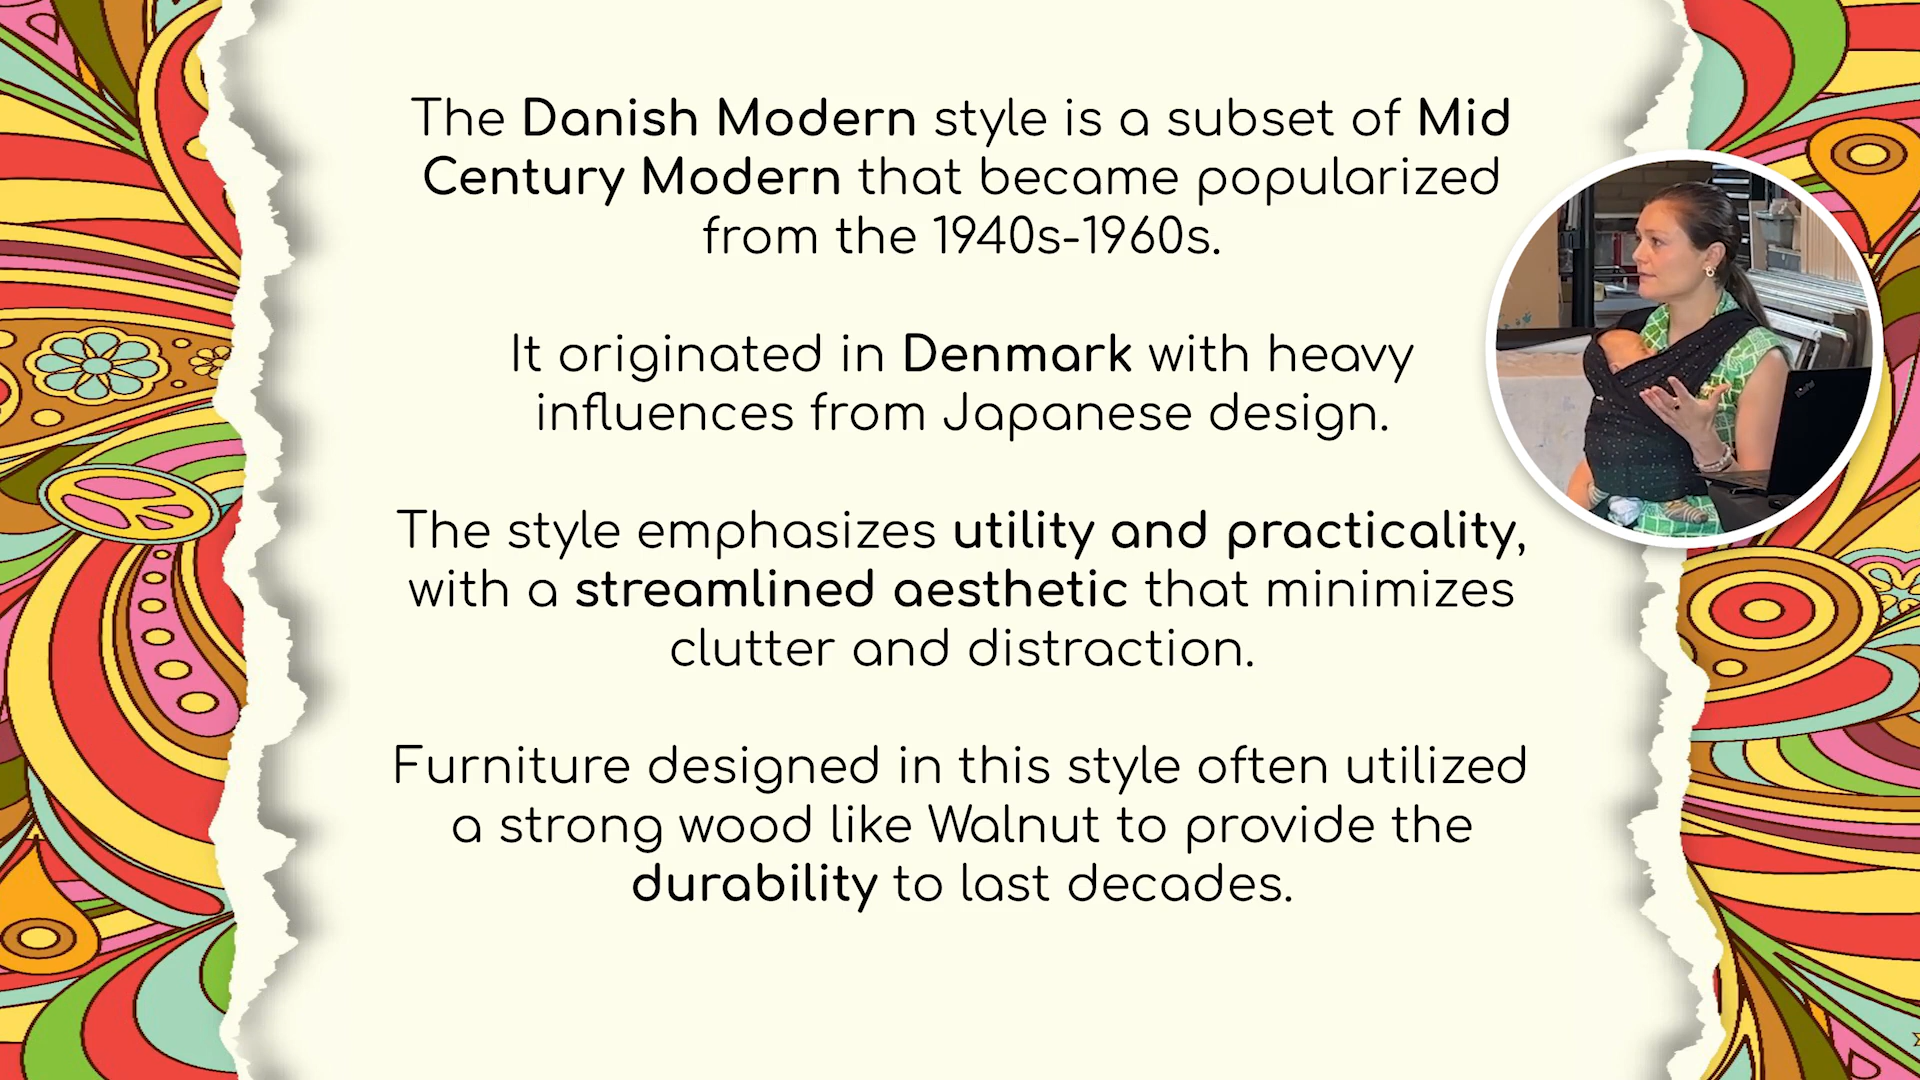 The Danish Modern style is a subset of Mid
Century Modern that became popularized
from the 1940s-1960s.
It originated in Denmark with heavy
influences from Japanese design.
The style emphasizes utility and practicality,
with a streamlined aesthetic that minimizes
clutter and distraction.
Furniture designed in this style often utilized
a strong wood like Walnut to provide the
durability to last decades.